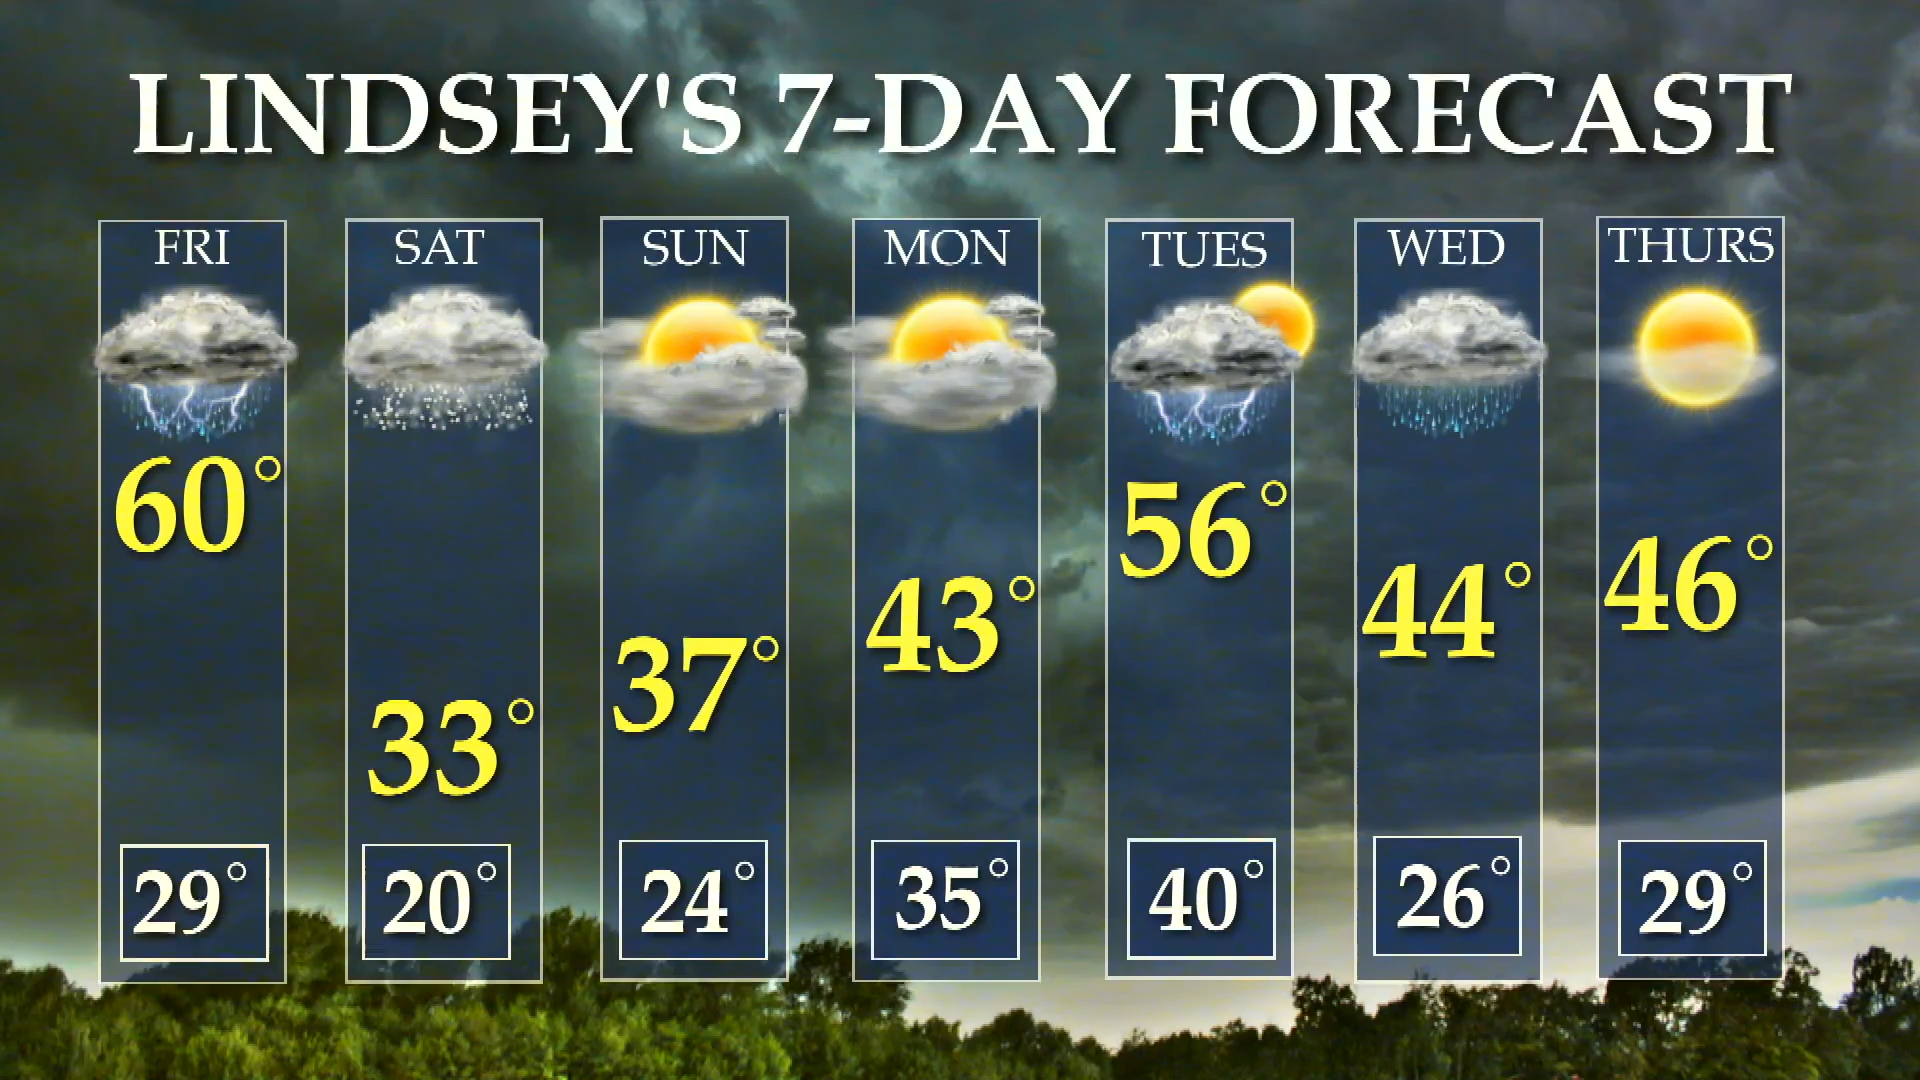 LINDSEY'S 7-DAY FORECAST
FRI SAT SUN MON TUES WED THURS
60° 33° 37° 43° 56° 44° 46°
29° 20° 24° 35° 40° 26° 29°